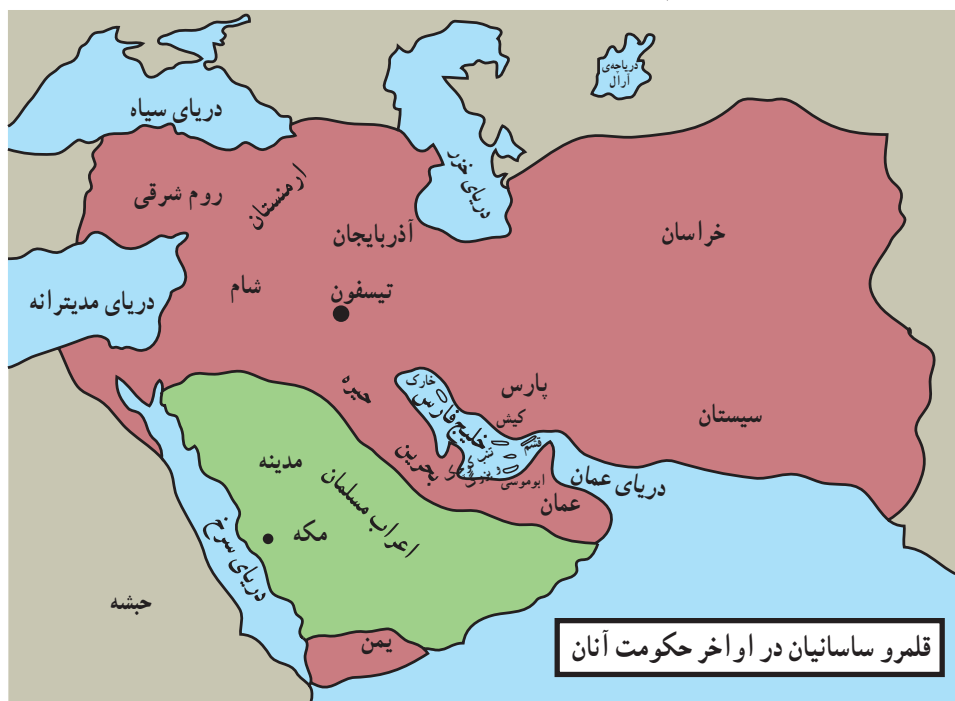 دریاچه‌ی
آرال
دریای سیاه
دریای خزر
ارمنستان
روم شرقی
آذربایجان
خراسان
شام
تیسفون
دریای مدیترانه
خارک
پارس
حیره
خلیج فارس
کیش
سیستان
قشم
بحرین
تنب
بزرگ
ابوموسی
دریای عمان
عمان
مدینه
اعراب مسلمان
مکه
دریای سرخ
حبشه
یمن
قلمرو ساسانیان در اواخر حکومت آنان